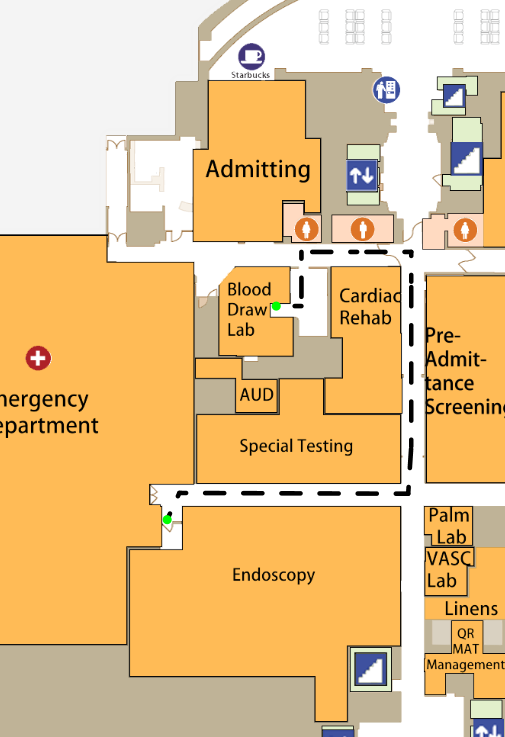 Starbucks
Admitting
Blood
Draw
Lab
Cardiac
Rehab
Pre-
Admit-
tance
Screening
mergency
epartment
AUD
Special Testing
Endoscopy
Palm
Lab
VASC
Lab
Linens
QR
MAT
Management